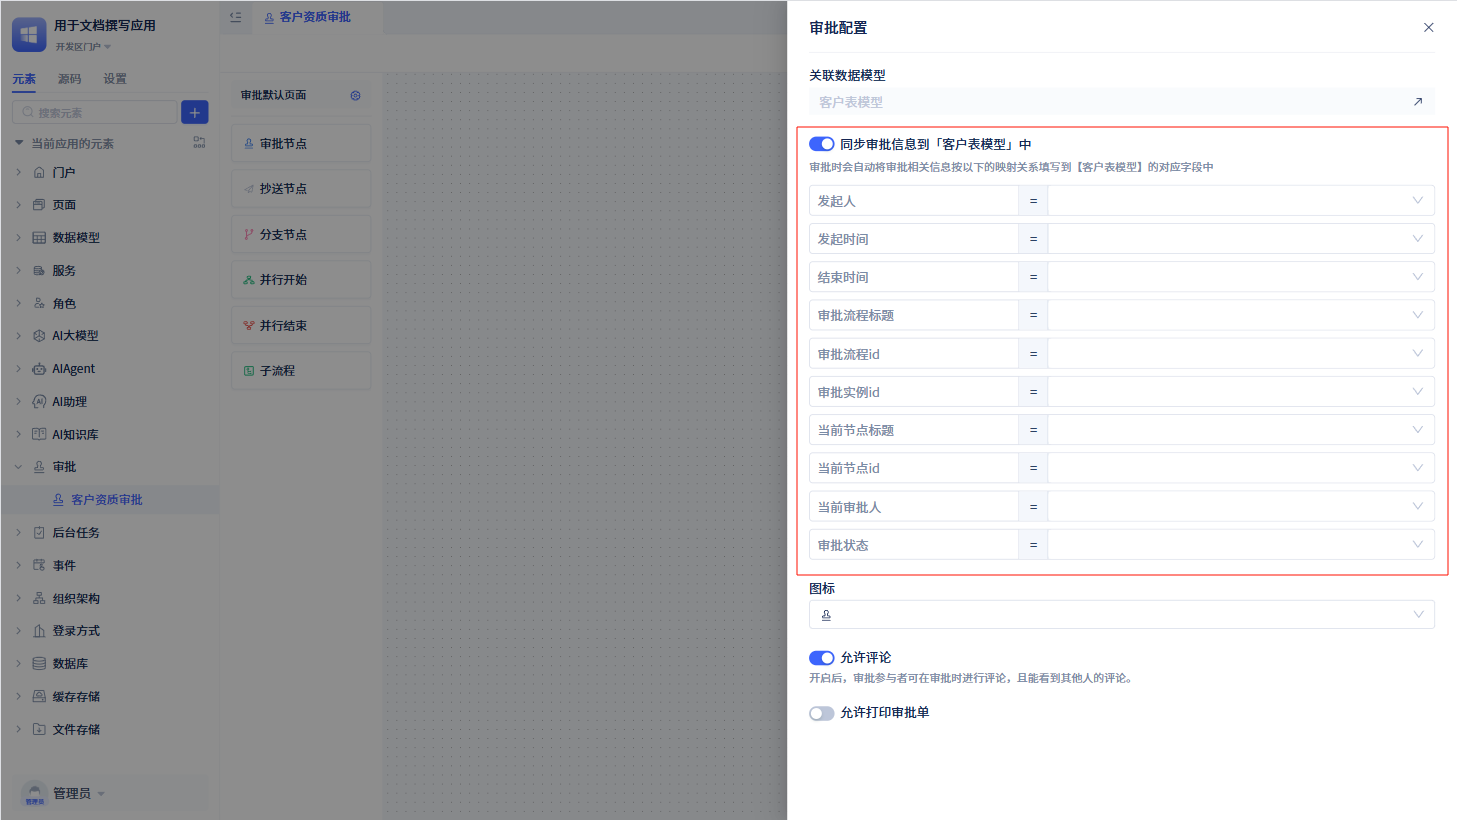 用于文档撰写应用
开发区门户
元素 源码 设置
搜索元素
当前应用的元素
门户
页面
数据模型
服务
角色
AI大模型
AIAgent
AI助理
AI知识库
审批
客户资质审批
后台任务
事件
组织架构
登录方式
数据库
缓存存储
文件存储
管理员
管理员
客户资质审批
审批默认页面
审批节点
抄送节点
分支节点
并行开始
并行结束
子流程
审批配置
关联数据模型
客户表模型
同步审批信息到「客户表模型」中
审批时会自动将审批相关信息按以下的映射关系填写到【客户表模型】的对应字段中
发起人 =
发起时间 =
结束时间 =
审批流程标题 =
审批流程id =
审批实例id =
当前节点标题 =
当前节点id =
当前审批人 =
审批状态 =
图标
允许评论
开启后，审批参与者可在审批时进行评论，且能看到其他人的评论。
允许打印审批单